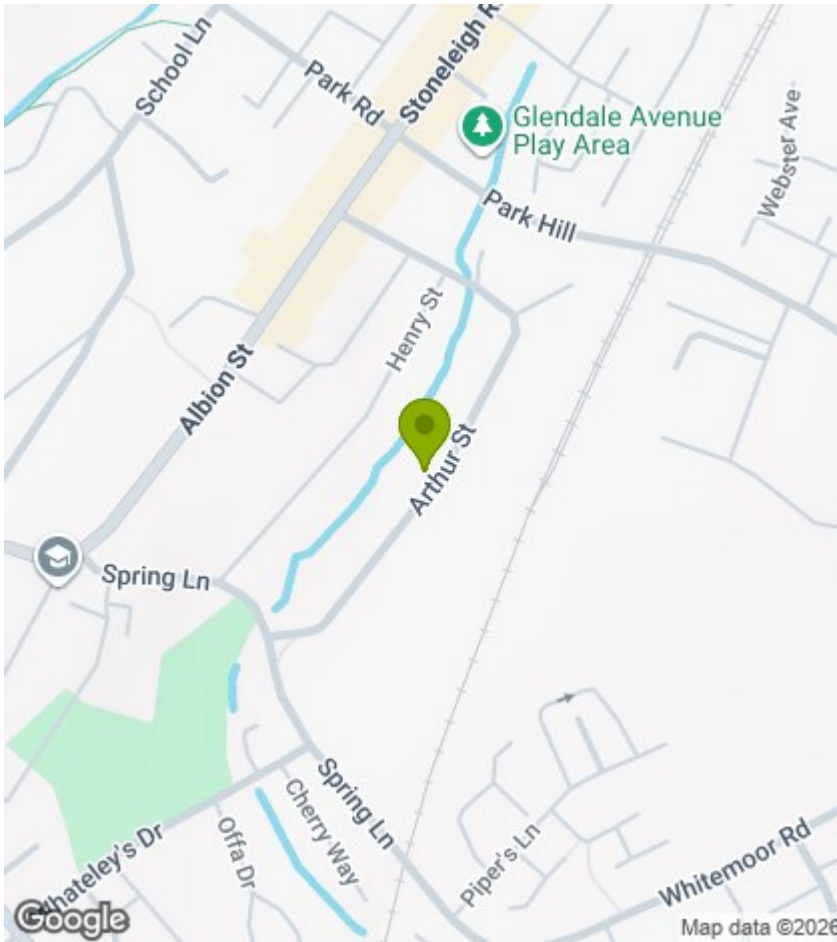 School Ln
Park Rd
Stoneleigh R
Glendale Avenue
Play Area
Webster Ave
Park Hill
Henry St
Albion St
Arthur St
Spring Ln
Spring Ln
Cherry Way
Whateley's Dr
Offa Dr
Piper's Ln
Whitemoor Rd
Google
Map data ©2026